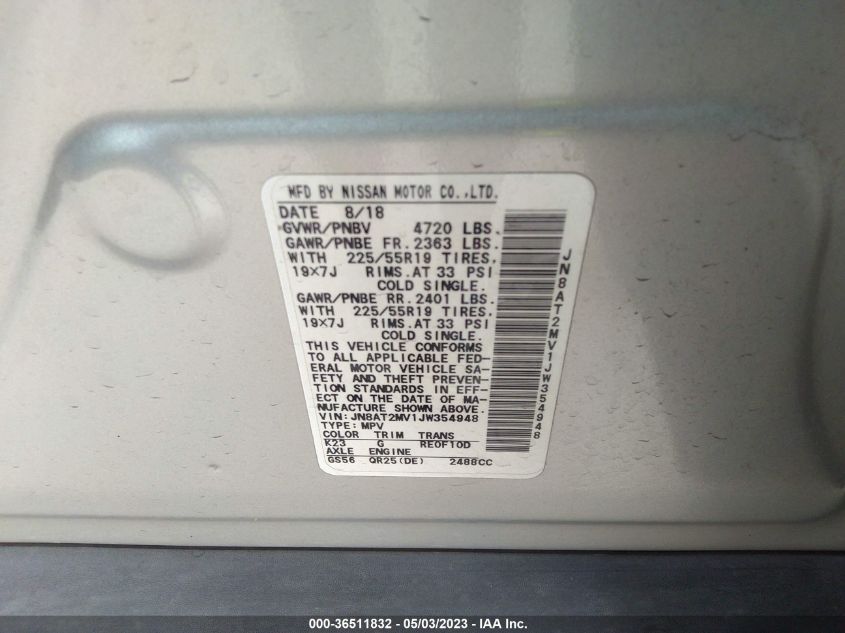 MFD BY NISSAN MOTOR CO.,LTD.
DATE 8/18
GVWR/PNBV 4720 LBS.
GAWR/PNBE FR. 2363 LBS.
WITH 225/55R19 TIRES,
19×7J RIMS.AT 33 PSI
COLD SINGLE.
GAWR/PNBE RR. 2401 LBS.
WITH 225/55R19 TIRES,
19×7J RIMS.AT 33 PSI
COLD SINGLE.
THIS VEHICLE CONFORMS
TO ALL APPLICABLE FED-
ERAL MOTOR VEHICLE SA-
FETY AND THEFT PREVEN-
TION STANDARDS IN EFF-
ECT ON THE DATE OF MA-
NUFACTURE SHOWN ABOVE.
VIN:JN8AT2MV1JW354948
TYPE:MPV
COLOR TRIM TRANS
K23 G RE0F10D
AXLE ENGINE
GS56 QR25(DE) 2488CC
JN8AT2MV1JW354948
000-36511832 - 05/03/2023 - IAA Inc.